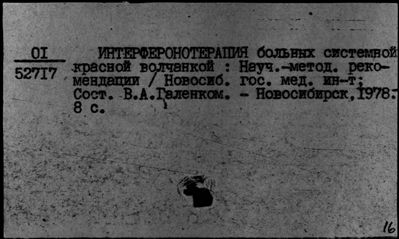 01
52717
ИНТЕРФЕРОНОТЕРАПИЯ больных системной
красной волчанкой : Науч.-метод. реко-
мендации / Новосиб. гос. мед. ин-т;
Сост. В.А.Галенком. - Новосибирск,1978.-
8 с.
16